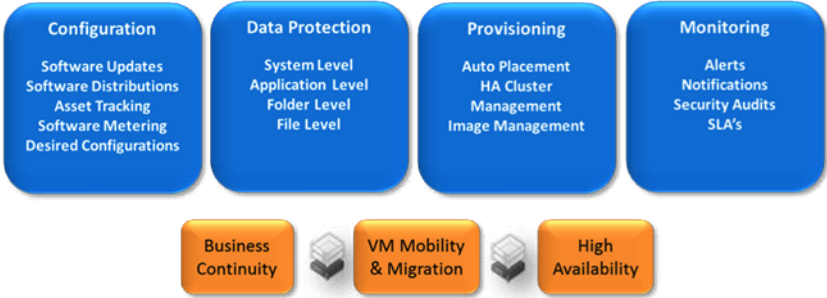 Configuration
Software Updates
Software Distributions
Asset Tracking
Software Metering
Desired Configurations
Data Protection
System Level
Application Level
Folder Level
File Level
Provisioning
Auto Placement
HA Cluster
Management
Image Management
Monitoring
Alerts
Notifications
Security Audits
SLA's
Business
Continuity
VM Mobility
& Migration
High
Availability